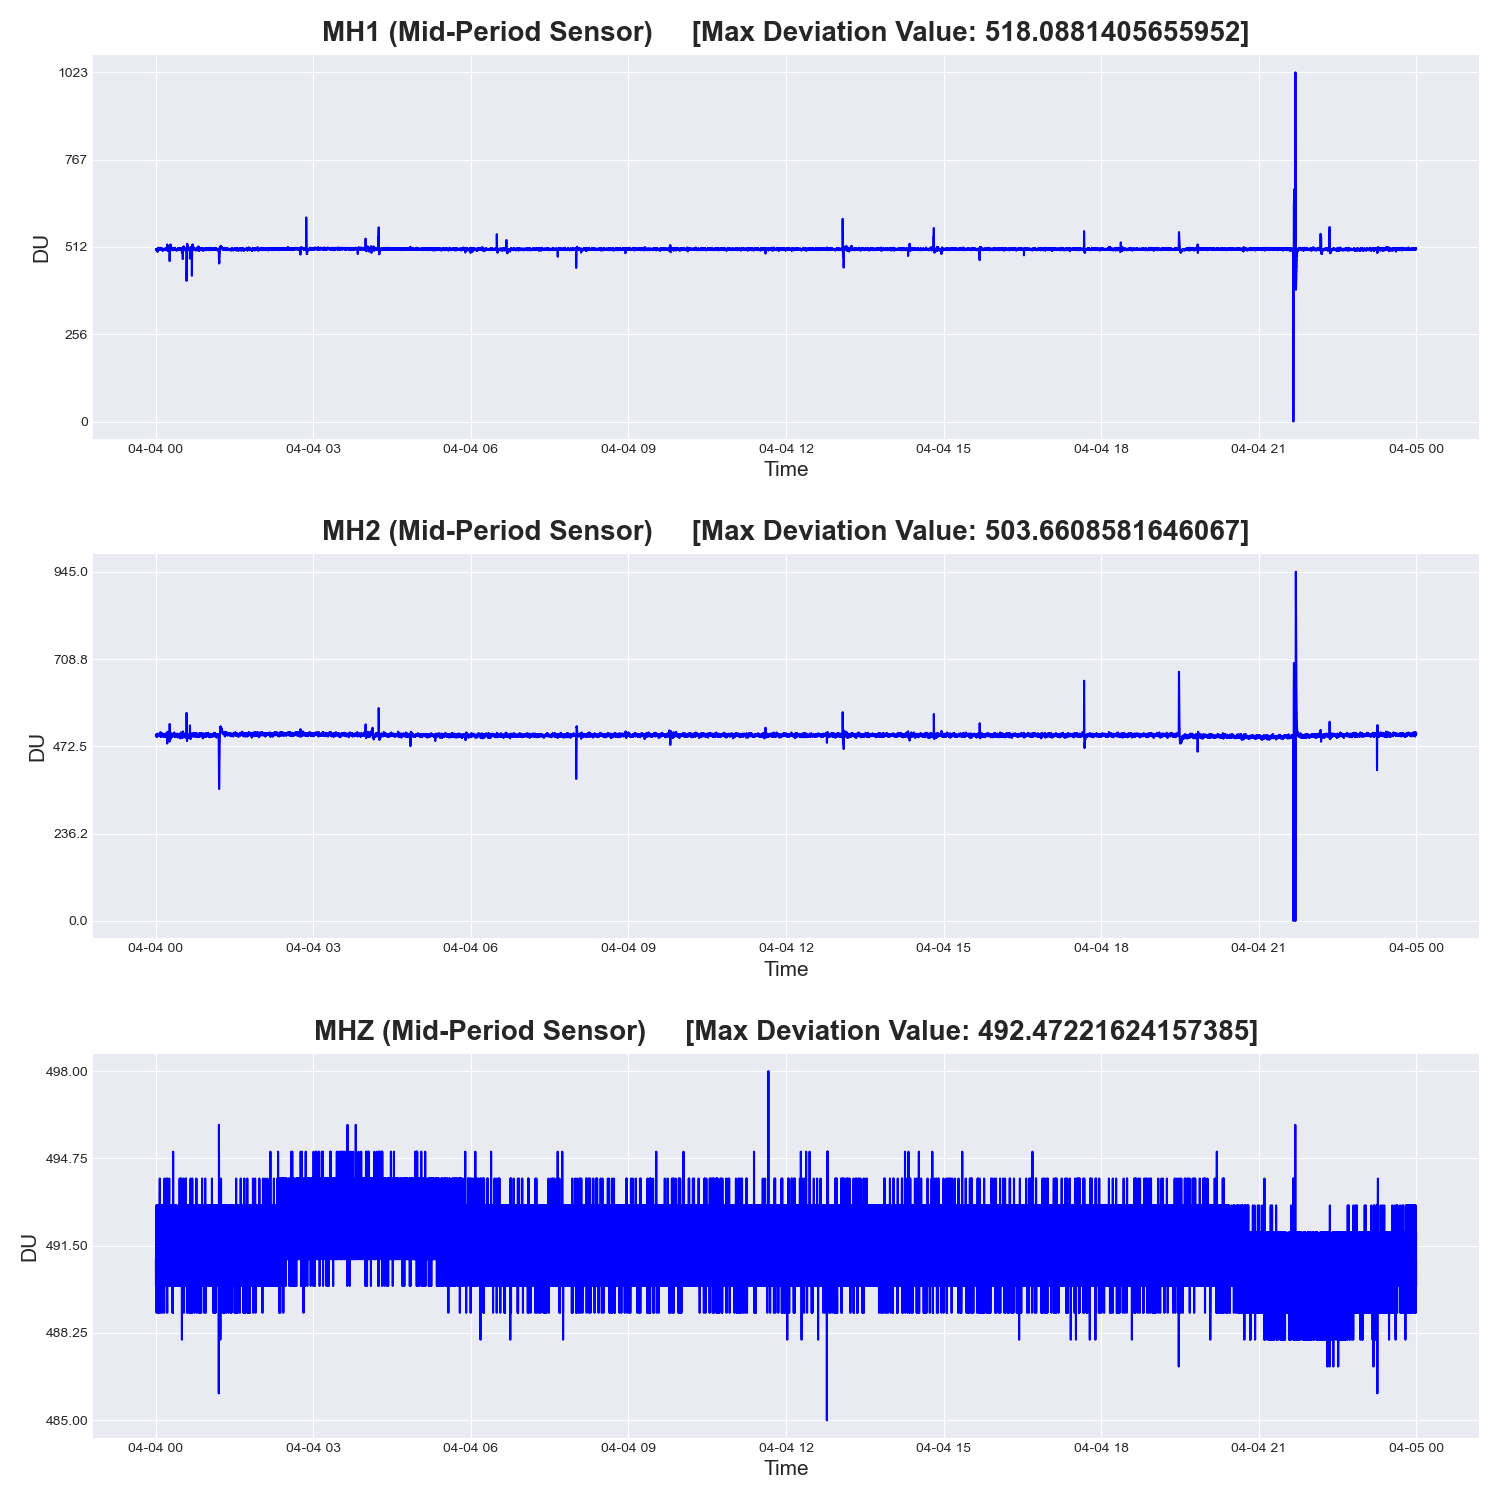 MH1 (Mid-Period Sensor) [Max Deviation Value: 518.0881405655952]
1023
767
512
256
0
DU
04-04 00 04-04 03 04-04 06 04-04 09 04-04 12 04-04 15 04-04 18 04-04 21 04-05 00
Time
MH2 (Mid-Period Sensor) [Max Deviation Value: 503.6608581646067]
945.0
708.8
472.5
236.2
0.0
DU
04-04 00 04-04 03 04-04 06 04-04 09 04-04 12 04-04 15 04-04 18 04-04 21 04-05 00
Time
MHZ (Mid-Period Sensor) [Max Deviation Value: 492.47221624157385]
498.00
494.75
491.50
488.25
485.00
DU
04-04 00 04-04 03 04-04 06 04-04 09 04-04 12 04-04 15 04-04 18 04-04 21 04-05 00
Time